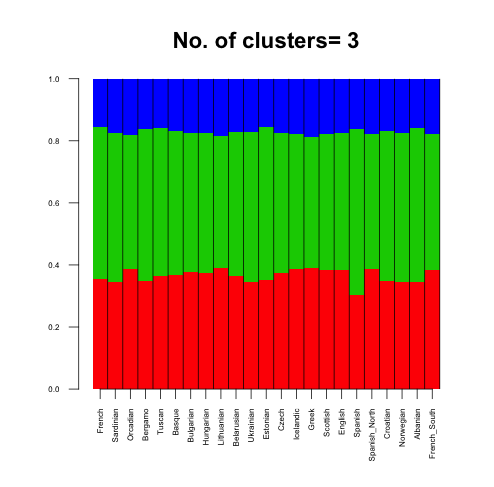 No. of clusters= 3
1.0
0.8
0.6
0.4
0.2
0.0
French
Sardinian
Orcadian
Bergamo
Tuscan
Basque
Bulgarian
Hungarian
Lithuanian
Belarusian
Ukrainian
Estonian
Czech
Icelandic
Greek
Scottish
English
Spanish
Spanish_North
Croatian
Norwegian
Albanian
French_South